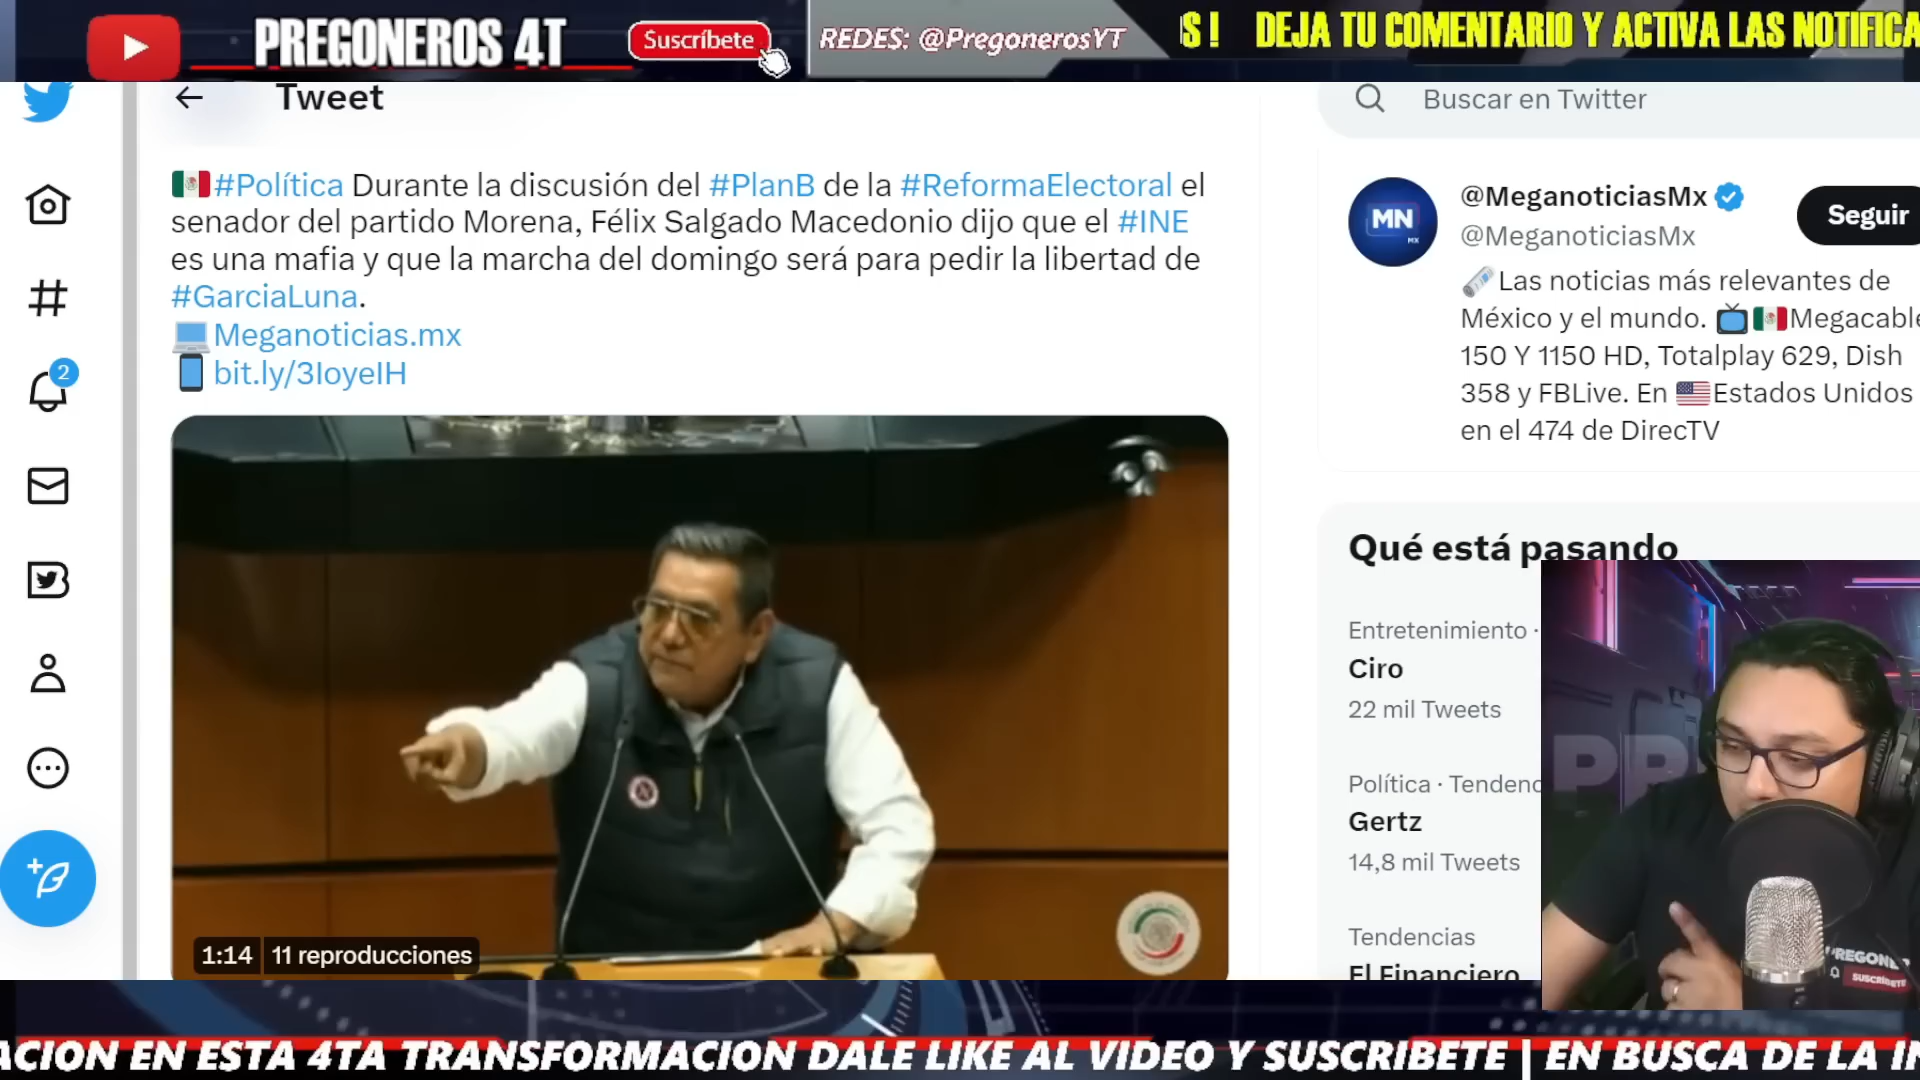 PREGONEROS 4T
Suscríbete
REDES: @PregonerosYT
S! DEJA TU COMENTARIO Y ACTIVA LAS NOTIFICA
Tweet
#Política Durante la discusión del #PlanB de la #ReformaElectoral el
senador del partido Morena, Félix Salgado Macedonio dijo que el #INE
es una mafia y que la marcha del domingo será para pedir la libertad de
#GarciaLuna.
Meganoticias.mx
bit.ly/3IoyeIH
2
1:14 11 reproducciones
Buscar en Twitter
MN
MX
@MeganoticiasMx
@MeganoticiasMx
Seguir
Las noticias más relevantes de
México y el mundo. Megacable
150 Y 1150 HD, Totalplay 629, Dish
358 y FBLive. En Estados Unidos
en el 474 de DirecTV
Qué está pasando
Entretenimiento ·
Ciro
22 mil Tweets
Política · Tendenc
Gertz
14,8 mil Tweets
Tendencias
El Financiero
PREGONE
SUSCRÍBETE
ACION EN ESTA 4TA TRANSFORMACION DALE LIKE AL VIDEO Y SUSCRIBETE | EN BUSCA DE LA IN